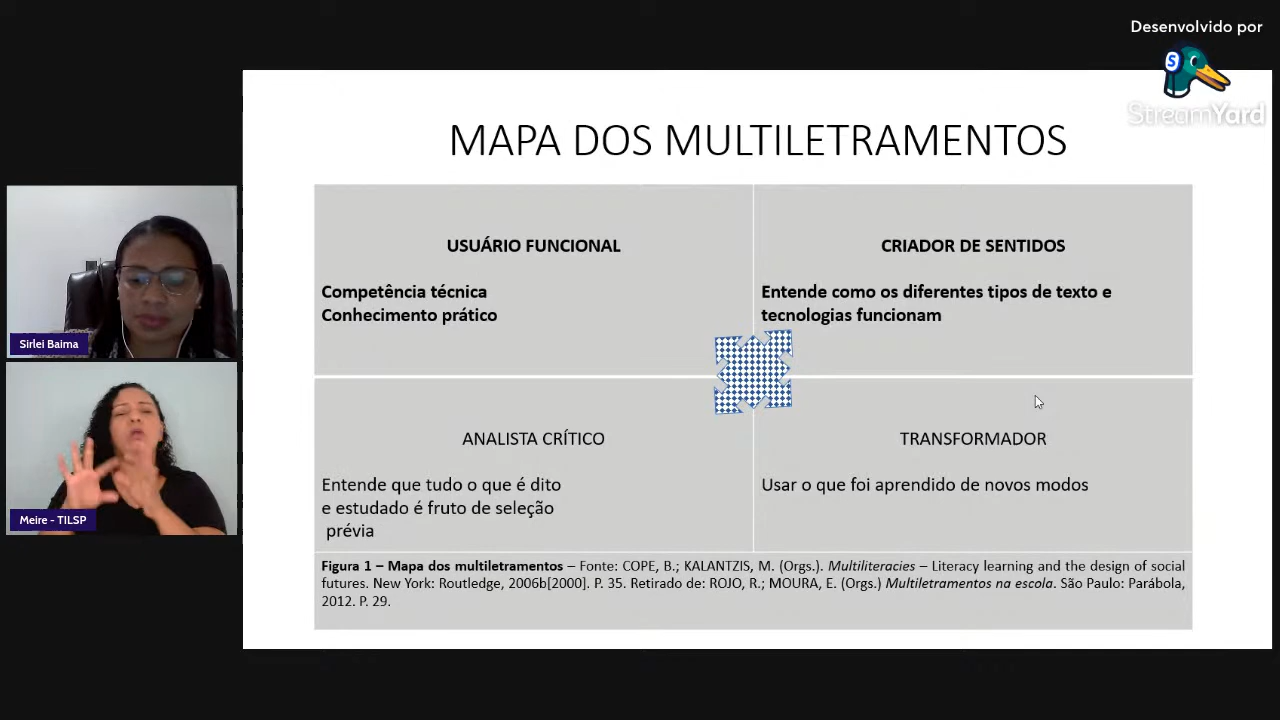 Desenvolvido por
S
StreamYard
MAPA DOS MULTILETRAMENTOS
USUÁRIO FUNCIONAL
Competência técnica
Conhecimento prático
CRIADOR DE SENTIDOS
Entende como os diferentes tipos de texto e
tecnologias funcionam
ANALISTA CRÍTICO
Entende que tudo o que é dito
e estudado é fruto de seleção
prévia
TRANSFORMADOR
Usar o que foi aprendido de novos modos
Figura 1 – Mapa dos multiletramentos – Fonte: COPE, B.; KALANTZIS, M. (Orgs.). Multiliteracies – Literacy learning and the design of social
futures. New York: Routledge, 2006b[2000]. P. 35. Retirado de: ROJO, R.; MOURA, E. (Orgs.) Multiletramentos na escola. São Paulo: Parábola,
2012. P. 29.
Sirlei Baima
Meire - TILSP